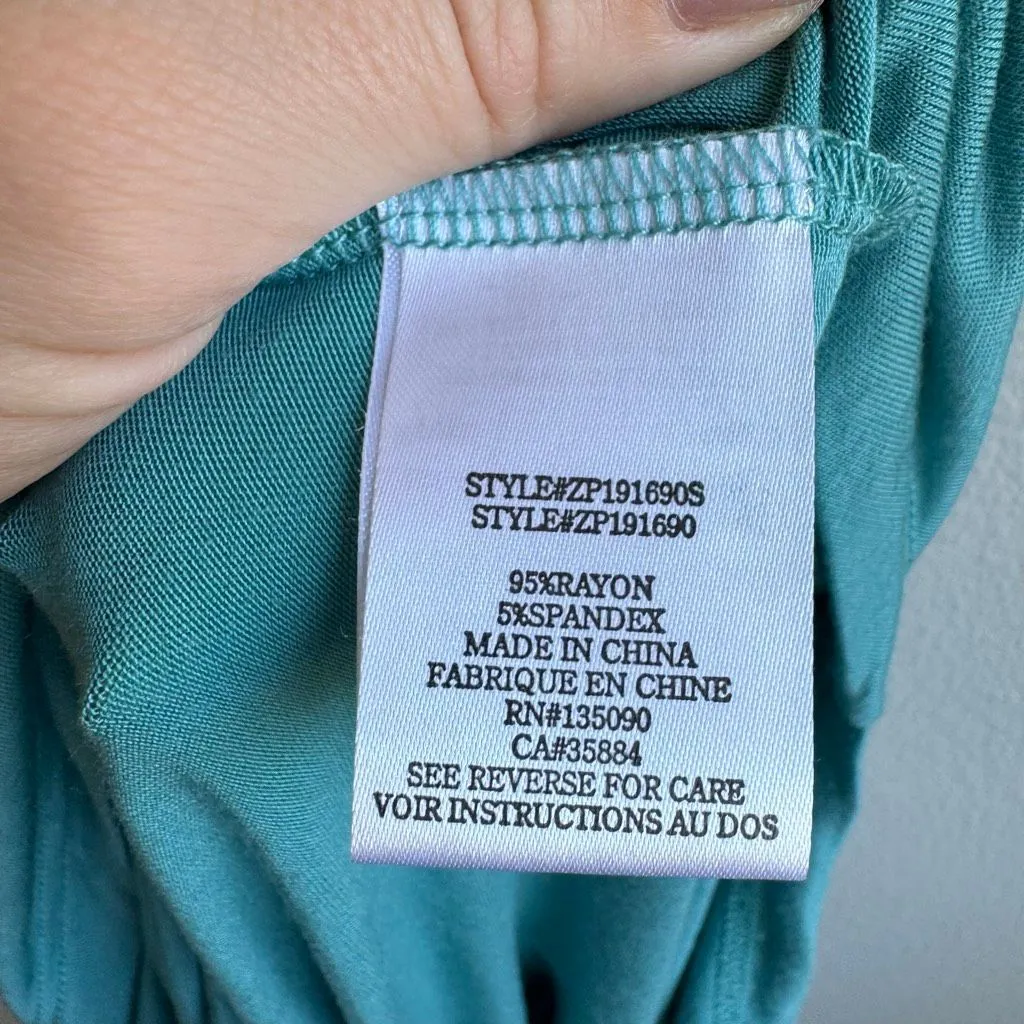 STYLE#ZP191690S
STYLE#ZP191690
95%RAYON
5%SPANDEX
MADE IN CHINA
FABRIQUE EN CHINE
RN#135090
CA#35884
SEE REVERSE FOR CARE
VOIR INSTRUCTIONS AU DOS